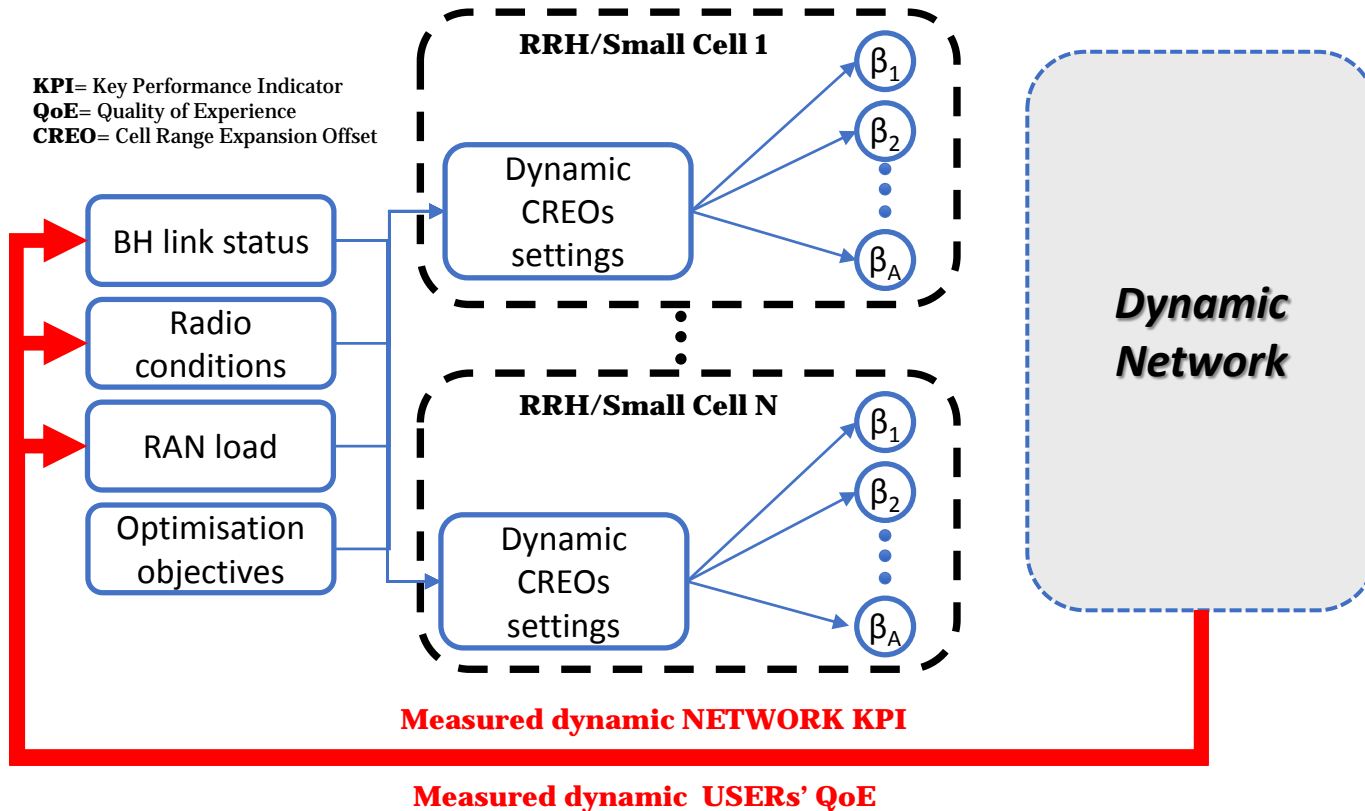 KPI= Key Performance Indicator
QoE= Quality of Experience
CREO= Cell Range Expansion Offset
BH link status
Radio
conditions
RAN load
Optimisation
objectives
RRH/Small Cell 1
Dynamic
CREOs
settings
β1
β2
βA
RRH/Small Cell N
Dynamic
CREOs
settings
β1
β2
βA
Dynamic
Network
Measured dynamic NETWORK KPI
Measured dynamic USERs’ QoE